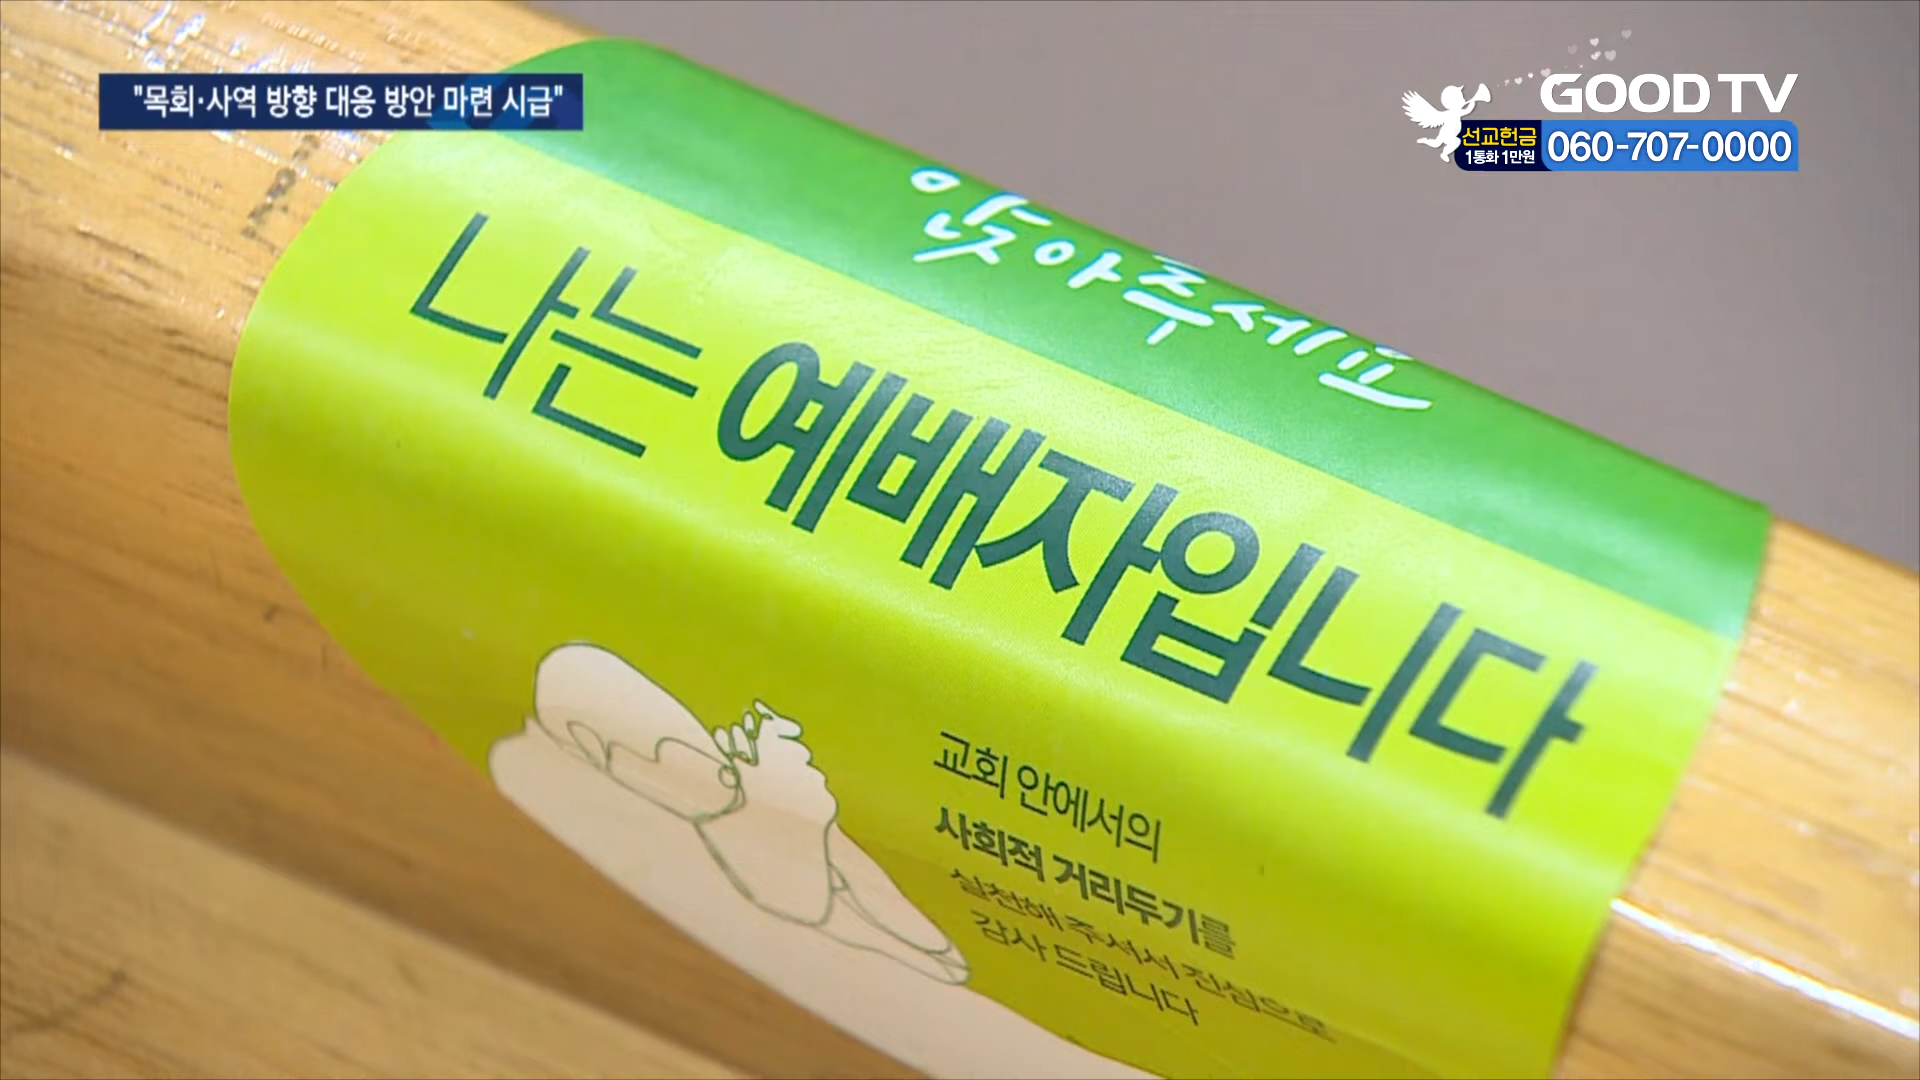 "목회·사역 방향 대응 방안 마련 시급"
GOODTV
선교헌금
1통화 1만원
060-707-0000
앉아주세요
나는 예배자입니다
교회 안에서의
사회적 거리두기를
실천해 주셔서 진심으로
감사 드립니다